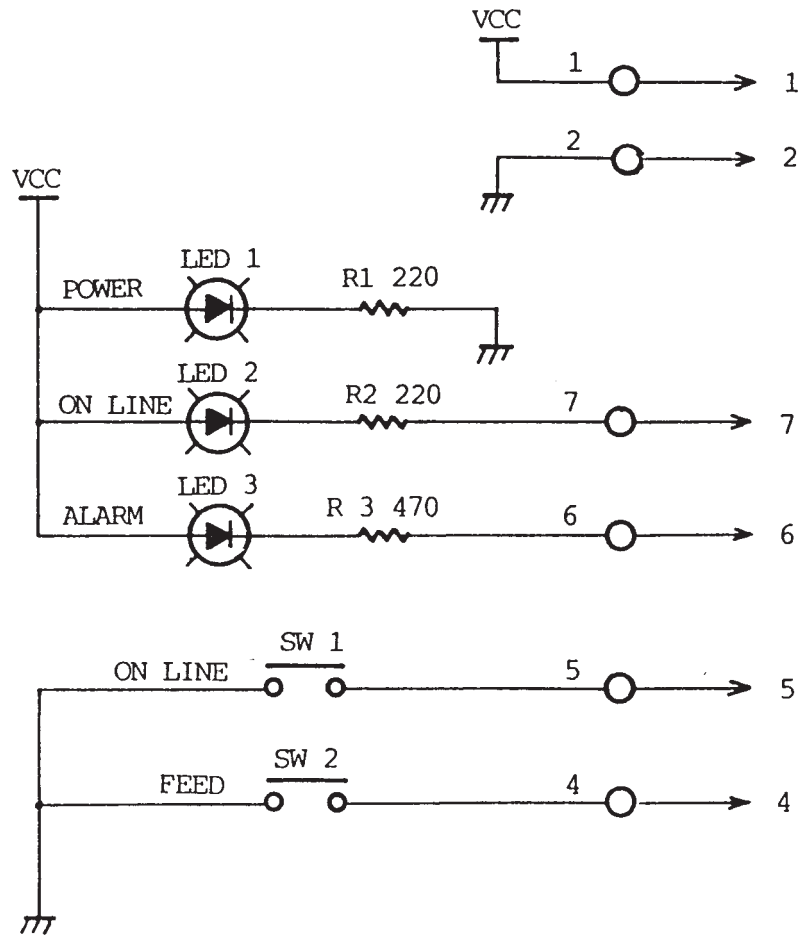 VCC
1
1
2
2
VCC
LED 1
POWER
R1 220
LED 2
ON LINE
R2 220
7
7
LED 3
ALARM
R 3 470
6
6
SW 1
ON LINE
5
5
SW 2
FEED
4
4